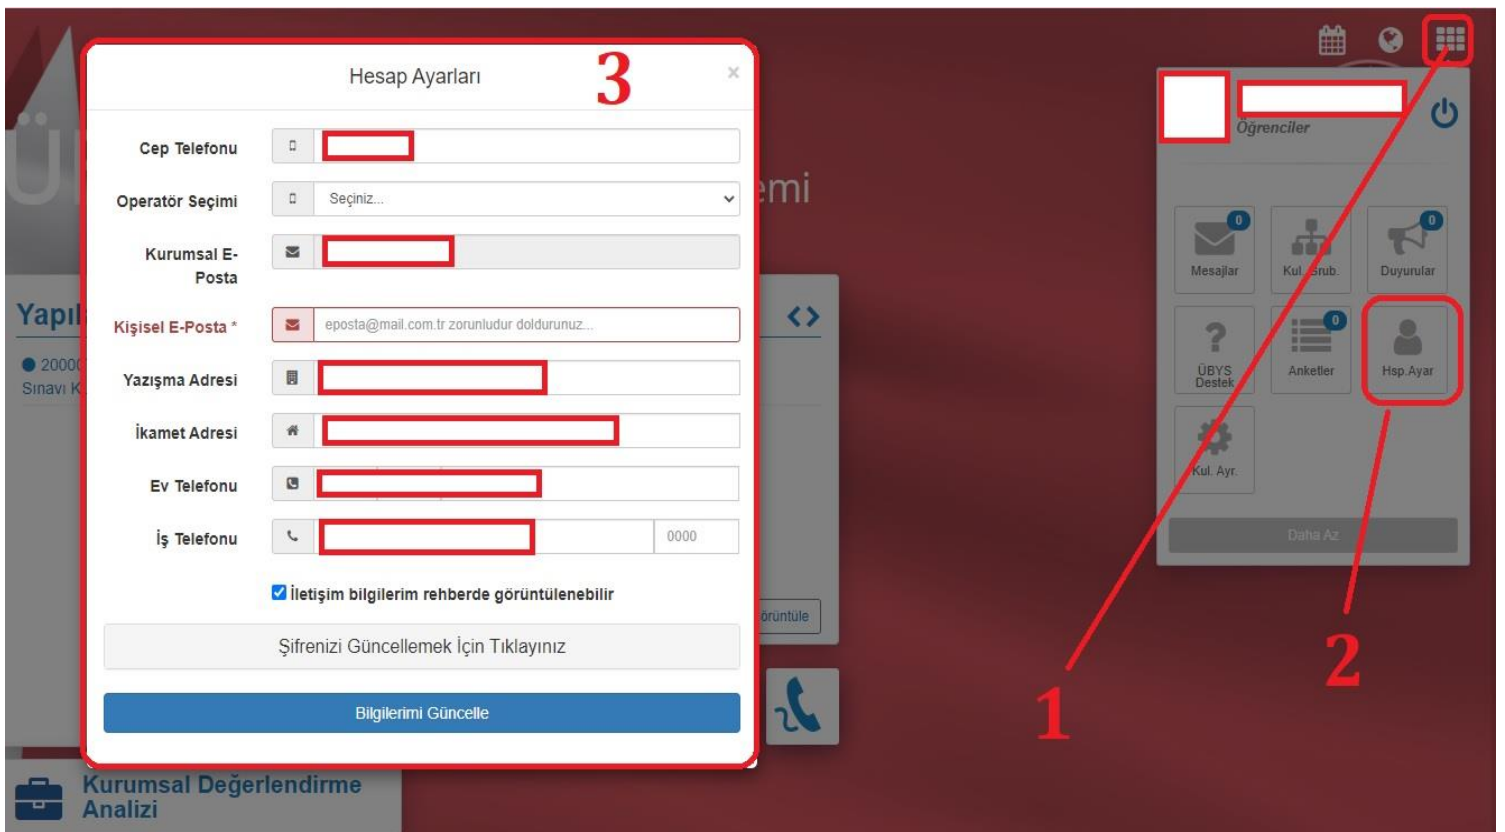 Hesap Ayarları
3
×
Cep Telefonu
Operatör Seçimi
Seçiniz...
Kurumsal E-
Posta
Kişisel E-Posta *
eposta@mail.com.tr zorunludur doldurunuz...
Yazışma Adresi
İkamet Adresi
Ev Telefonu
İş Telefonu
0000
İletişim bilgilerim rehberde görüntülenebilir
Şifrenizi Güncellemek İçin Tıklayınız
Bilgilerimi Güncelle
emi
Sınavı K
Kurumsal Değerlendirme
Analizi
Öğrenciler
0
0
Mesajlar
Kul. Grub.
Duyurular
0
ÜBYS
Destek
Anketler
Hsp.Ayar
Kul. Ayr.
Daha Az
1
2